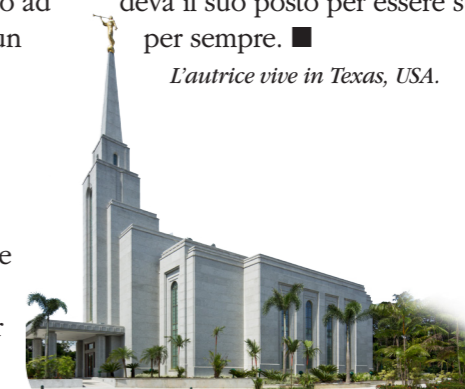 o ad
un
e
r
deva il suo posto per essere s
per sempre. ■
L'autrice vive in Texas, USA.